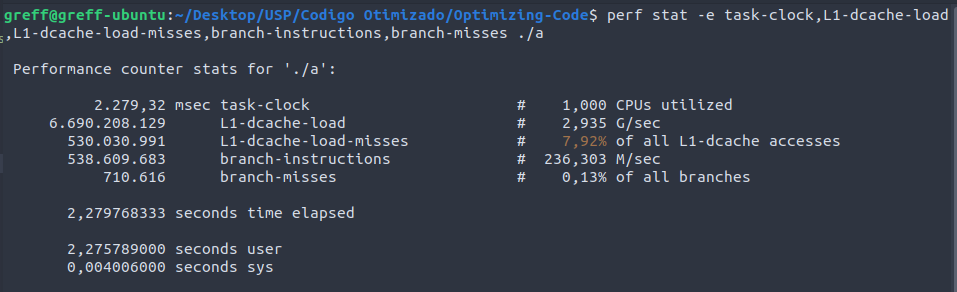 greff@greff-ubuntu:~/Desktop/USP/Codigo Otimizado/Optimizing-Code$ perf stat -e task-clock,L1-dcache-load
,L1-dcache-load-misses,branch-instructions,branch-misses ./a
Performance counter stats for './a':
2.279,32 msec task-clock # 1,000 CPUs utilized
6.690.208.129 L1-dcache-load # 2,935 G/sec
530.030.991 L1-dcache-load-misses # 7,92% of all L1-dcache accesses
538.609.683 branch-instructions # 236,303 M/sec
710.616 branch-misses # 0,13% of all branches
2,279768333 seconds time elapsed
2,275789000 seconds user
0,004006000 seconds sys